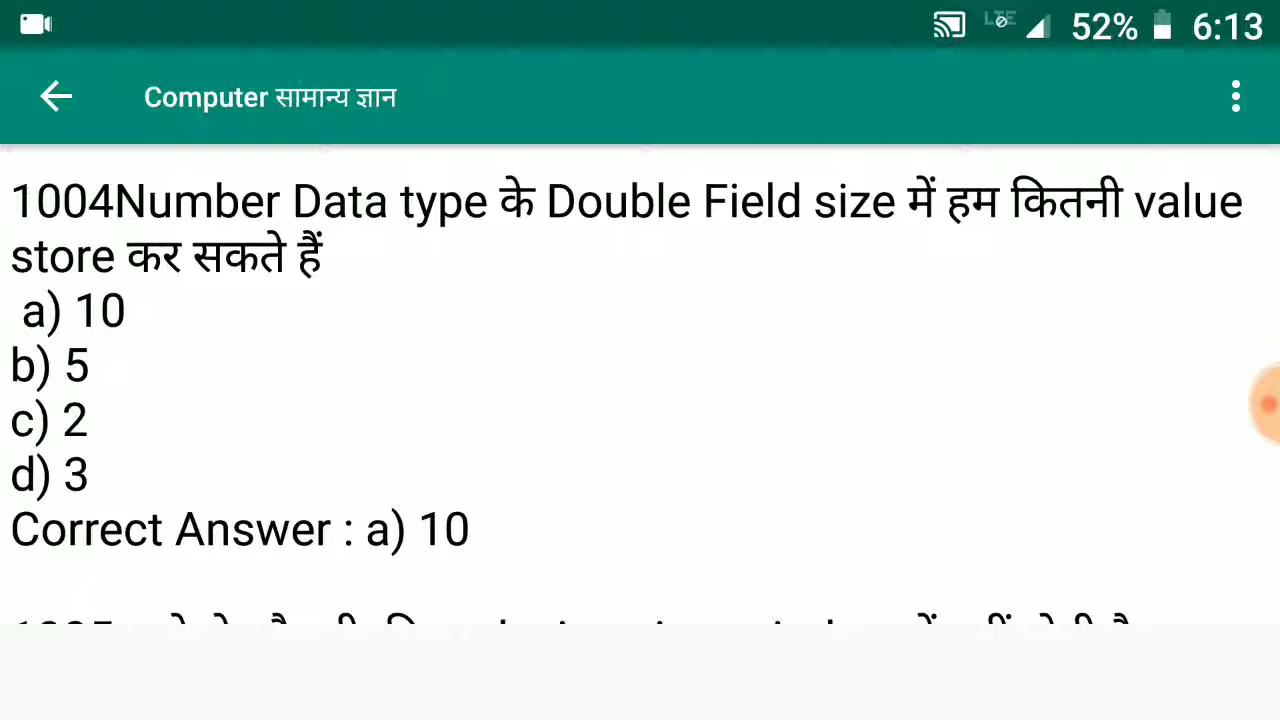 LTE 52% 6:13
Computer सामान्य ज्ञान
1004Number Data type के Double Field size में हम कितनी value
store कर सकते हैं
a) 10
b) 5
c) 2
d) 3
Correct Answer : a) 10